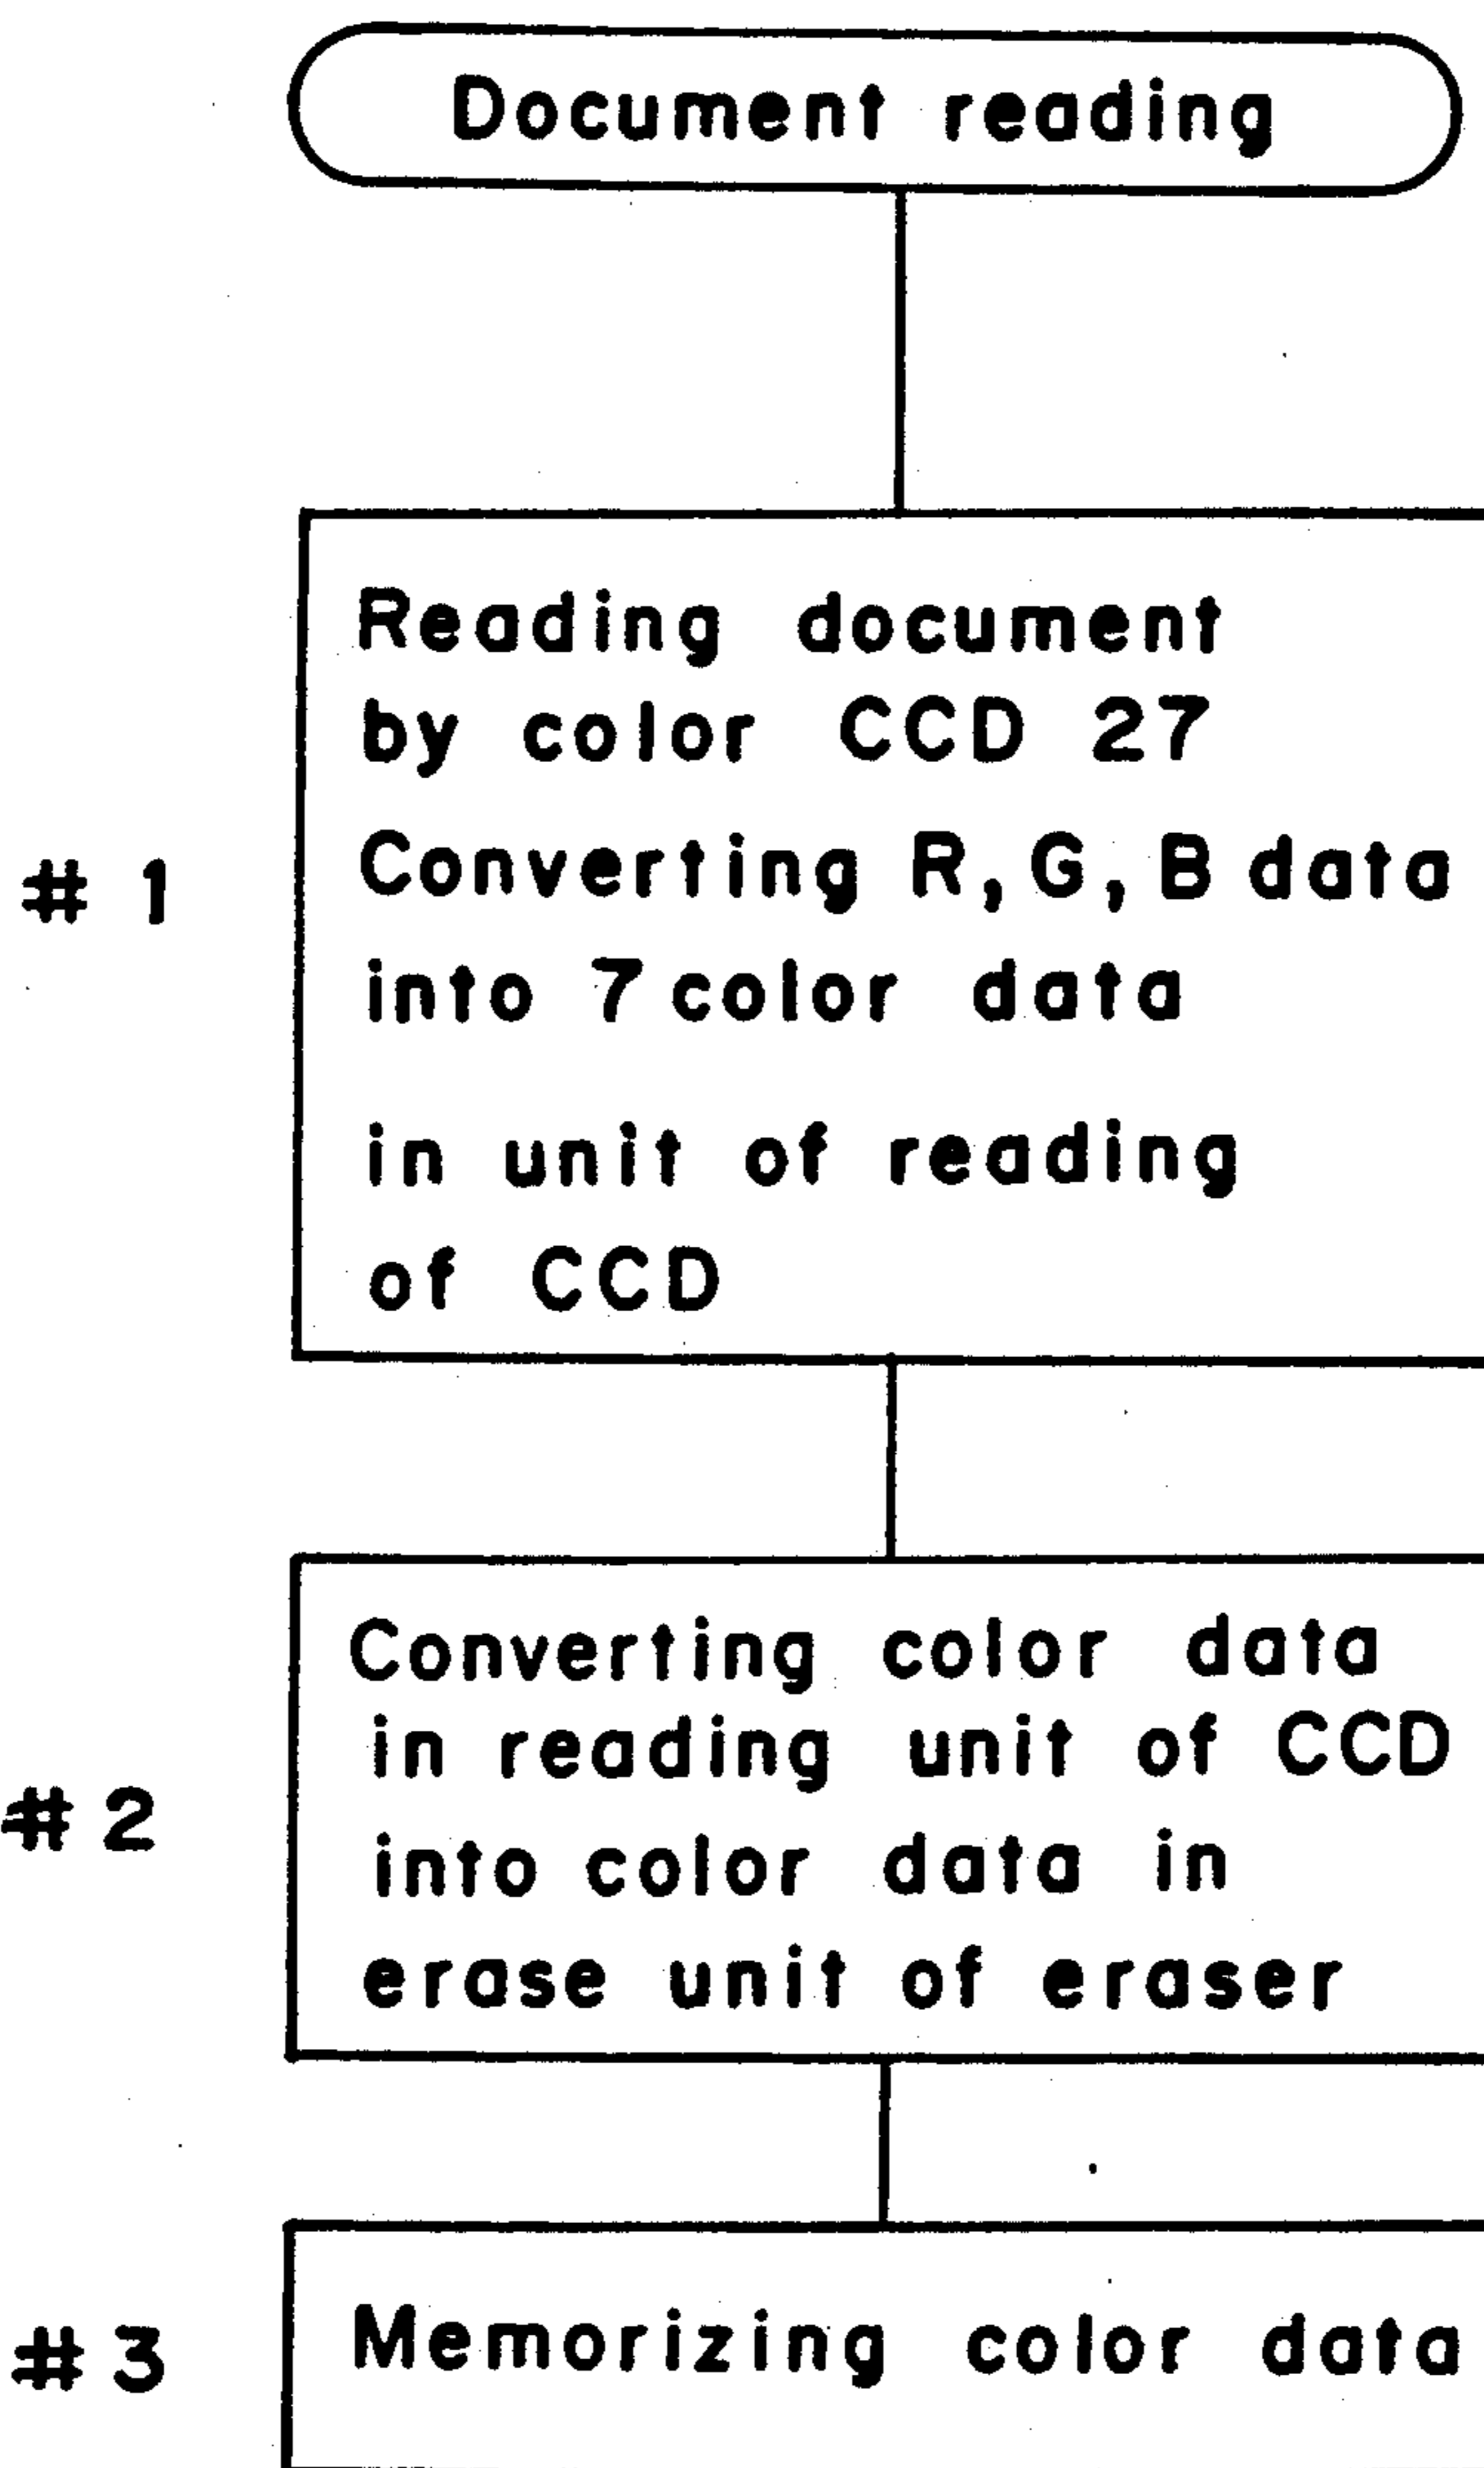 Document reading
Reading document
by color CCD 27
# 1
Converting R, G, B data
into 7 color data
in unit of reading
of CCD
Converting color data
in reading unit of CCD
# 2
into color data in
erase unit of eraser
# 3
Memorizing color data